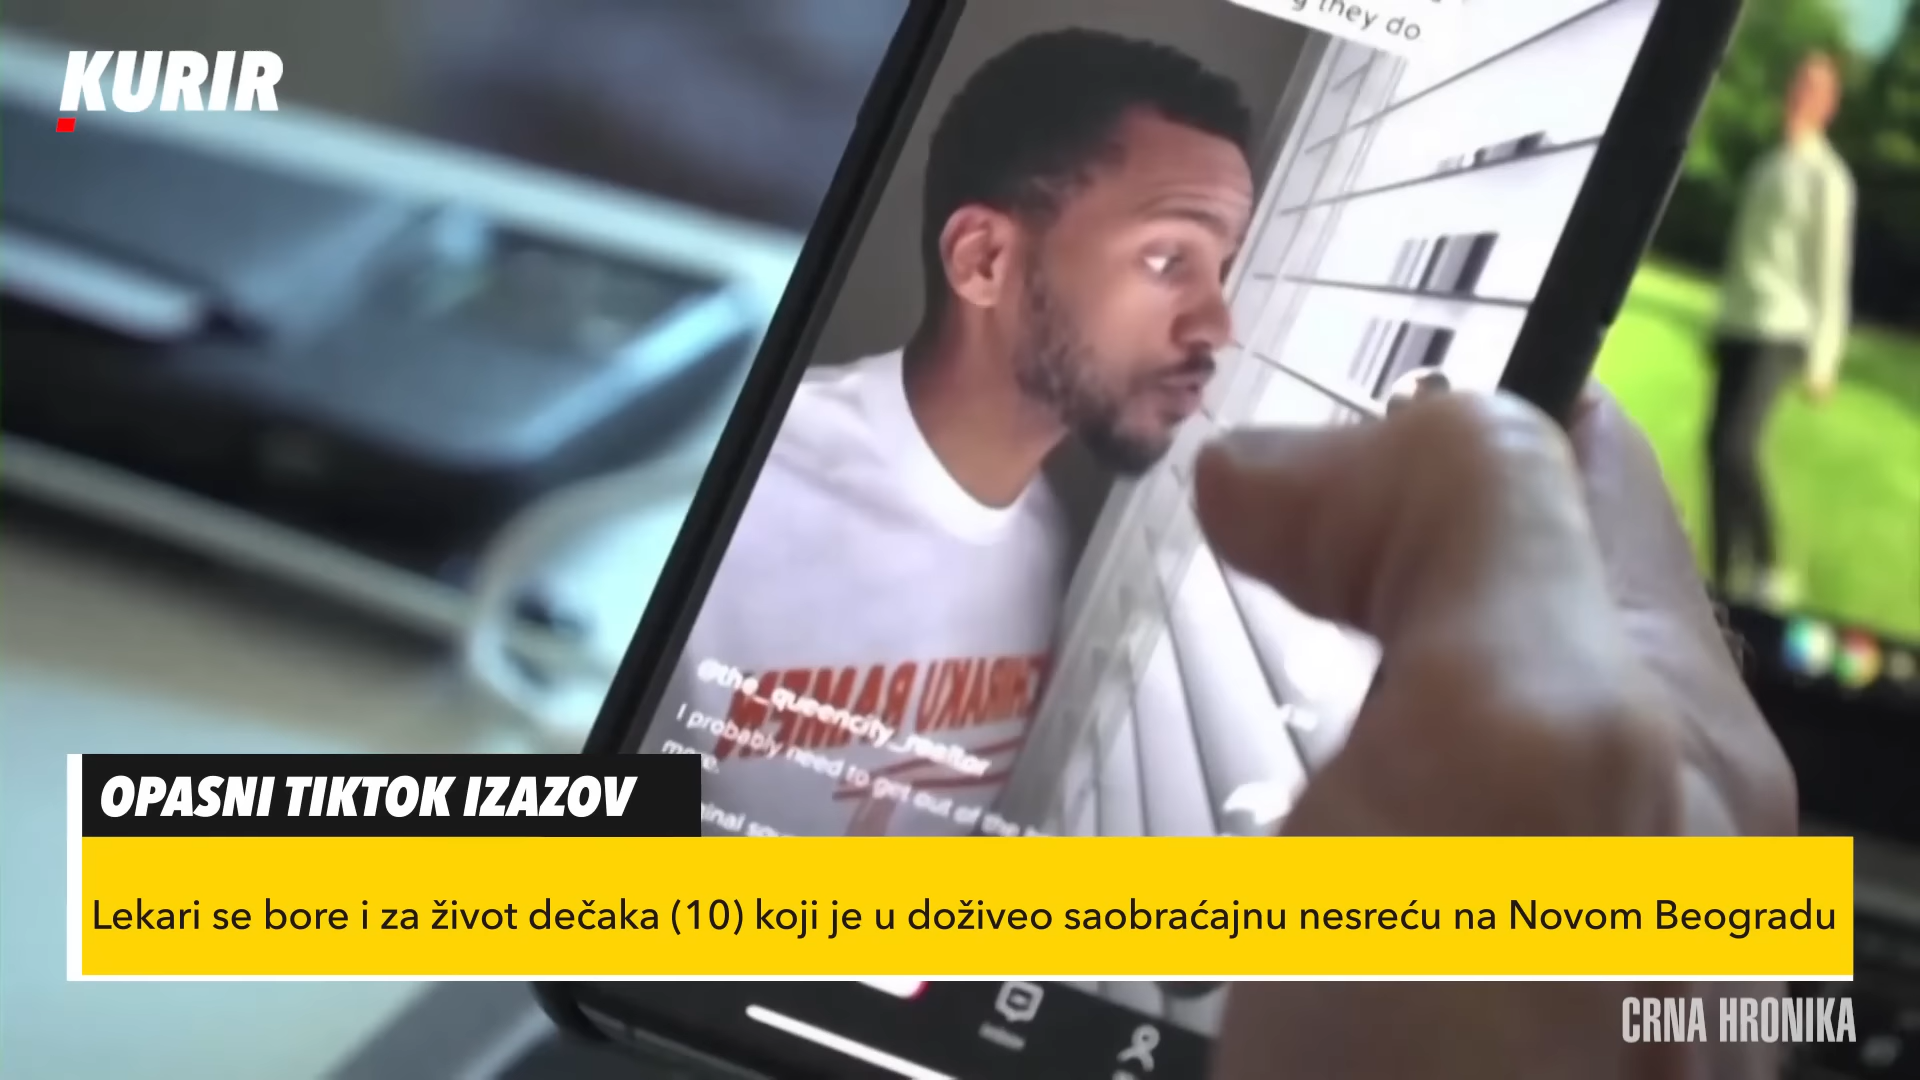 they do
KURIR
@the_queencity_realtor
I probably need to get out of the
OPASNI TIKTOK IZAZOV
Lekari se bore i za život dečaka (10) koji je u doživeo saobraćajnu nesreću na Novom Beogradu
Inbox
CRNA HRONIKA